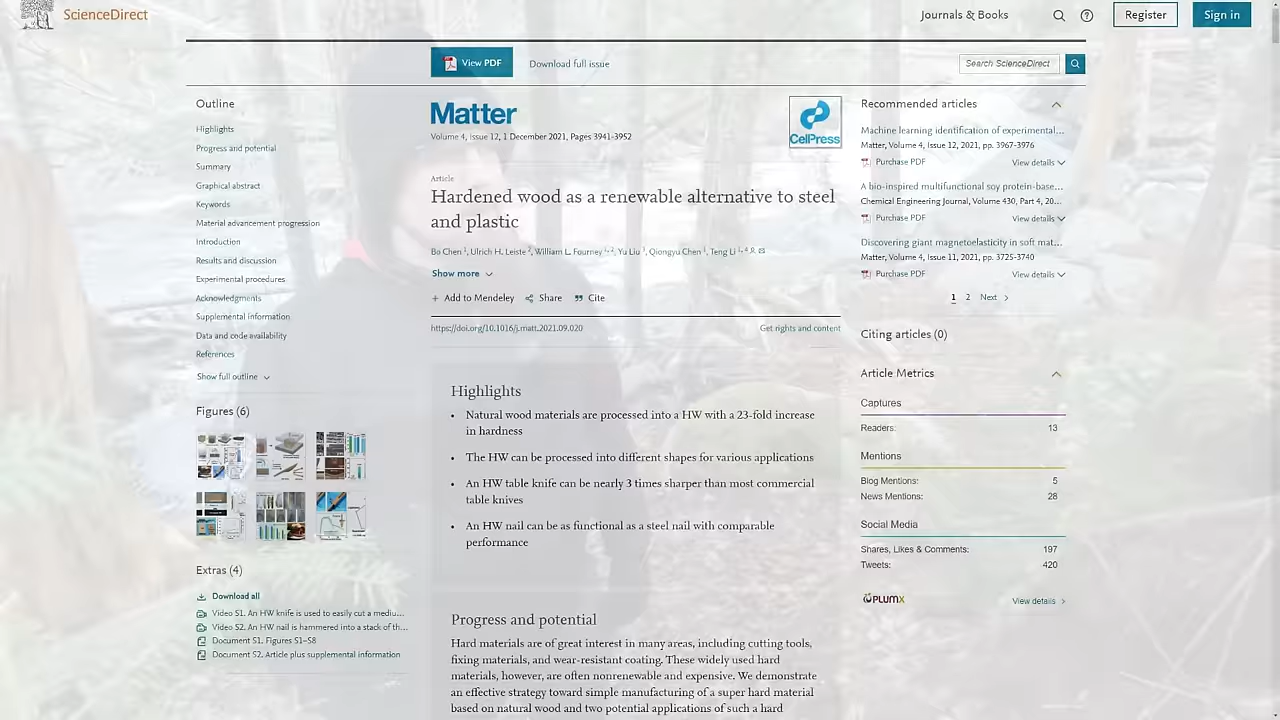 ScienceDirect
Journals & Books
Register
Sign in
View PDF
Download full issue
Search ScienceDirect
Outline
Highlights
Progress and potential
Summary
Graphical abstract
Keywords
Material advancement progression
Introduction
Results and discussion
Experimental procedures
Acknowledgments
Supplemental information
Data and code availability
References
Show full outline
Figures (6)
Extras (4)
Download all
Video S1. An HW knife is used to easily cut a mediu...
Video S2. An HW nail is hammered into a stack of th...
Document S1. Figures S1–S8
Document S2. Article plus supplemental information
Matter
Volume 4, Issue 12, 1 December 2021, Pages 3941-3952
CellPress
Article
Hardened wood as a renewable alternative to steel
and plastic
Bo Chen 1, Ulrich H. Leiste 2, William L. Fourney 1, 2, Yu Liu 1, Qiongyu Chen 1, Teng Li 1, 4
Show more
Add to Mendeley Share Cite
https://doi.org/10.1016/j.matt.2021.09.020
Get rights and content
Highlights
• Natural wood materials are processed into a HW with a 23-fold increase
in hardness
• The HW can be processed into different shapes for various applications
• An HW table knife can be nearly 3 times sharper than most commercial
table knives
• An HW nail can be as functional as a steel nail with comparable
performance
Progress and potential
Hard materials are of great interest in many areas, including cutting tools,
fixing materials, and wear-resistant coating. These widely used hard
materials, however, are often nonrenewable and expensive. We demonstrate
an effective strategy toward simple manufacturing of a super hard material
based on natural wood and two potential applications of such a hard
Recommended articles
Machine learning identification of experimental...
Matter, Volume 4, Issue 12, 2021, pp. 3967-3976
Purchase PDF View details
A bio-inspired multifunctional soy protein-base...
Chemical Engineering Journal, Volume 430, Part 4, 20...
Purchase PDF View details
Discovering giant magnetoelasticity in soft mat...
Matter, Volume 4, Issue 11, 2021, pp. 3725-3740
Purchase PDF View details
1 2 Next
Citing articles (0)
Article Metrics
Captures
Readers: 13
Mentions
Blog Mentions: 5
News Mentions: 28
Social Media
Shares, Likes & Comments: 197
Tweets: 420
PLUMX
View details